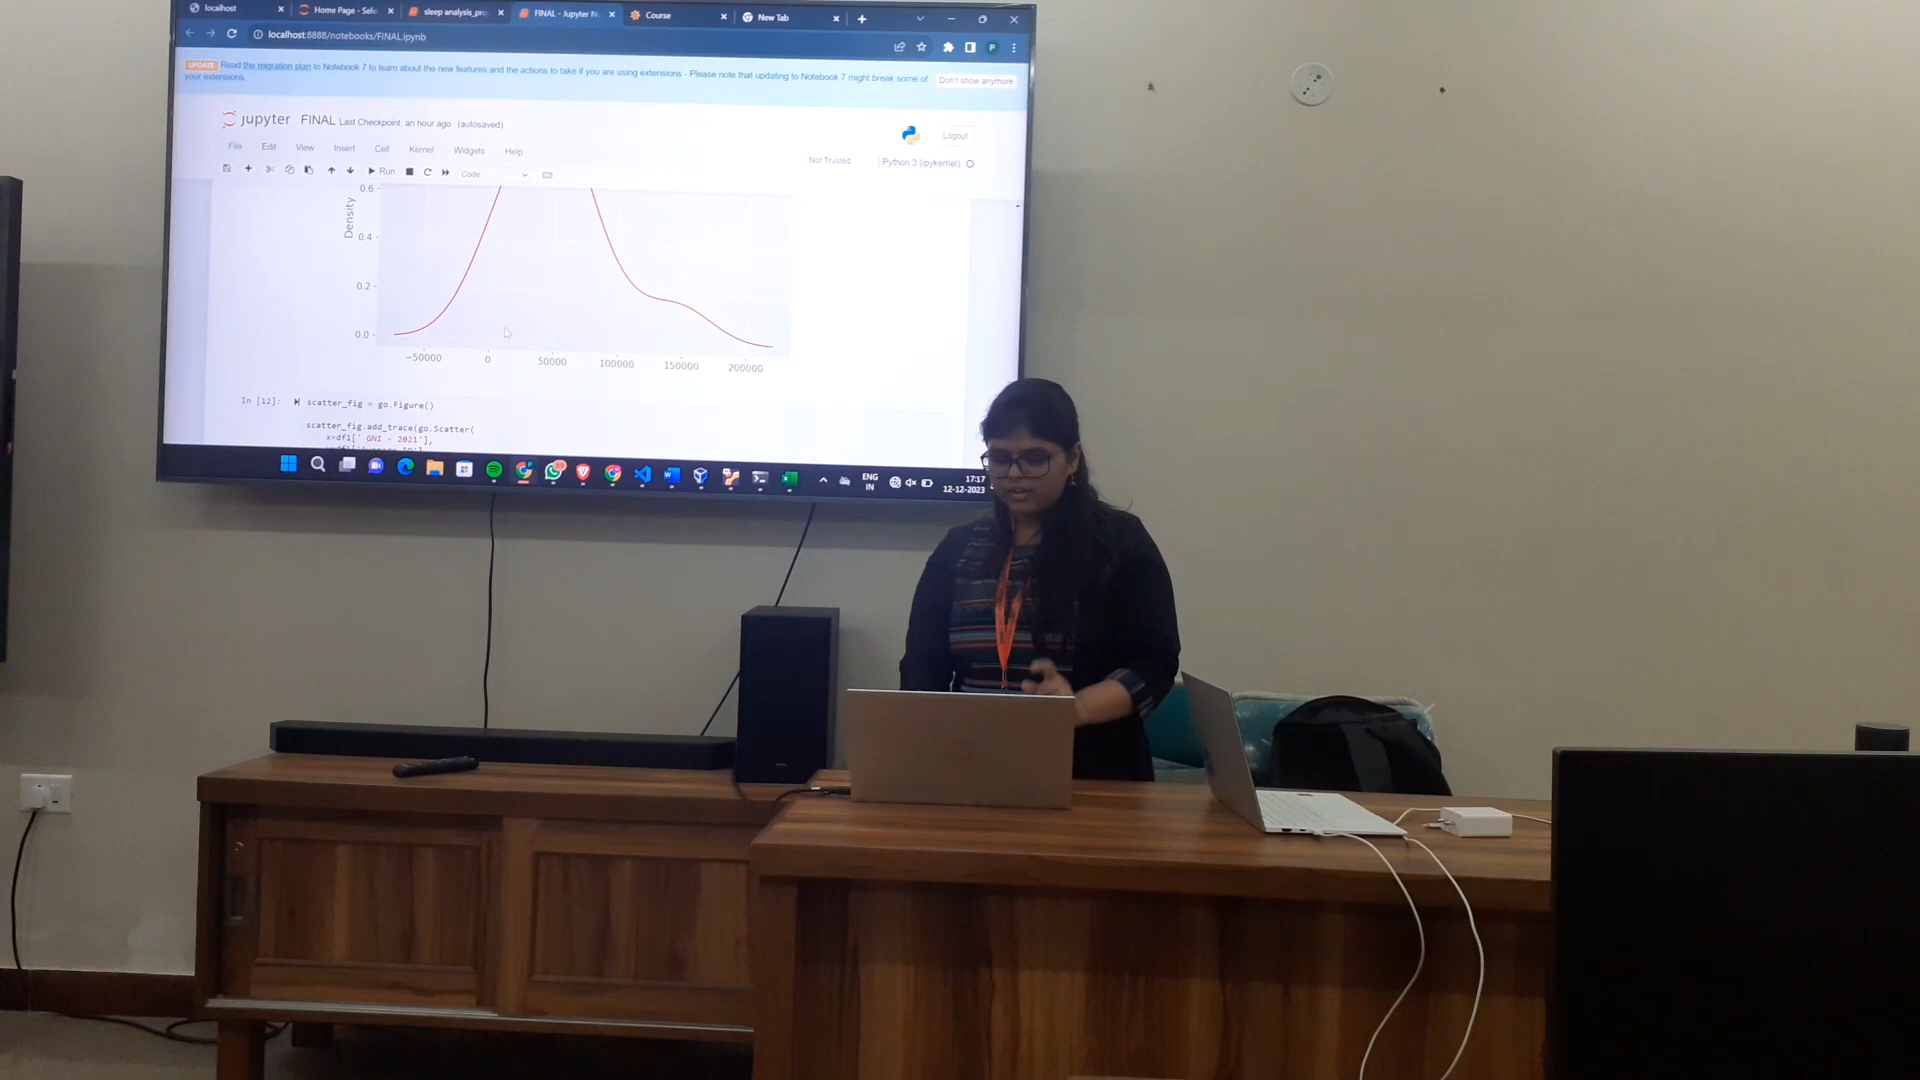 localhost
Home Page - Sele
sleep analysis_pro
FINAL - Jupyter N
Course
New Tab
localhost:8888/notebooks/FINAL.ipynb
P
UPDATE Read the migration plan to Notebook 7 to learn about the new features and the actions to take if you are using extensions - Please note that updating to Notebook 7 might break some of
your extensions.
Don't show anymore
jupyter FINAL Last Checkpoint: an hour ago (autosaved)
Logout
File Edit View Insert Cell Kernel Widgets Help
Not Trusted
Python 3 (ipykernel)
Run
Code
Density
0.6
0.4
0.2
0.0
−50000 0 50000 100000 150000 200000
In [12]: scatter_fig = go.Figure()
scatter_fig.add_trace(go.Scatter(
x=df1[' GNI - 2021'],
ENG
IN
17:17
12-12-2023